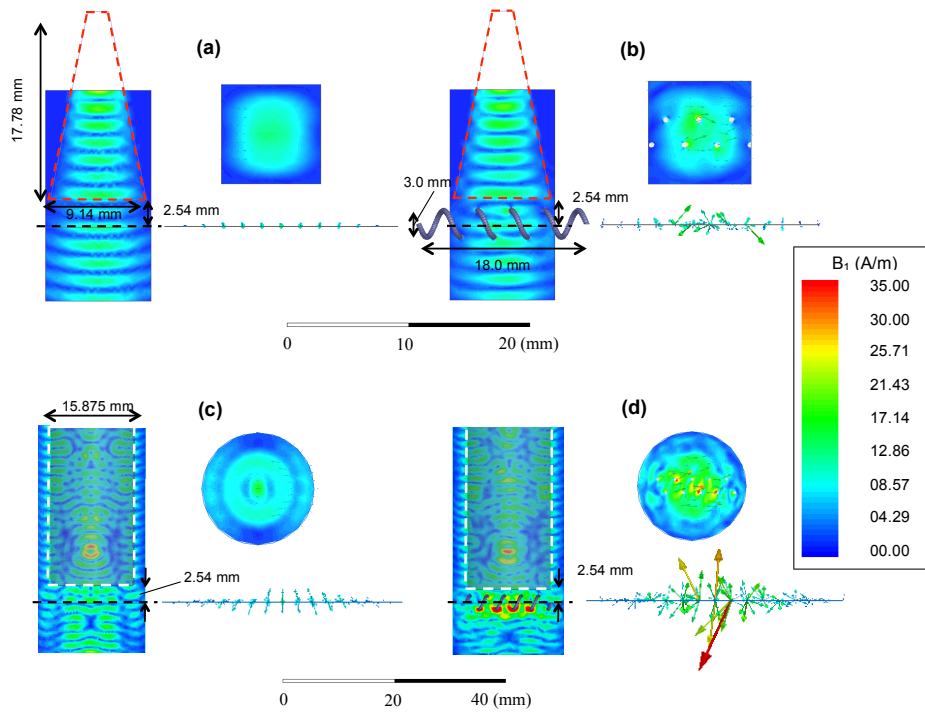 (a)
(b)
17.78 mm
9.14 mm
2.54 mm
3.0 mm
2.54 mm
18.0 mm
0 10 20 (mm)
B1 (A/m)
35.00
30.00
25.71
21.43
17.14
12.86
08.57
04.29
00.00
15.875 mm
(c)
(d)
2.54 mm
2.54 mm
0 20 40 (mm)